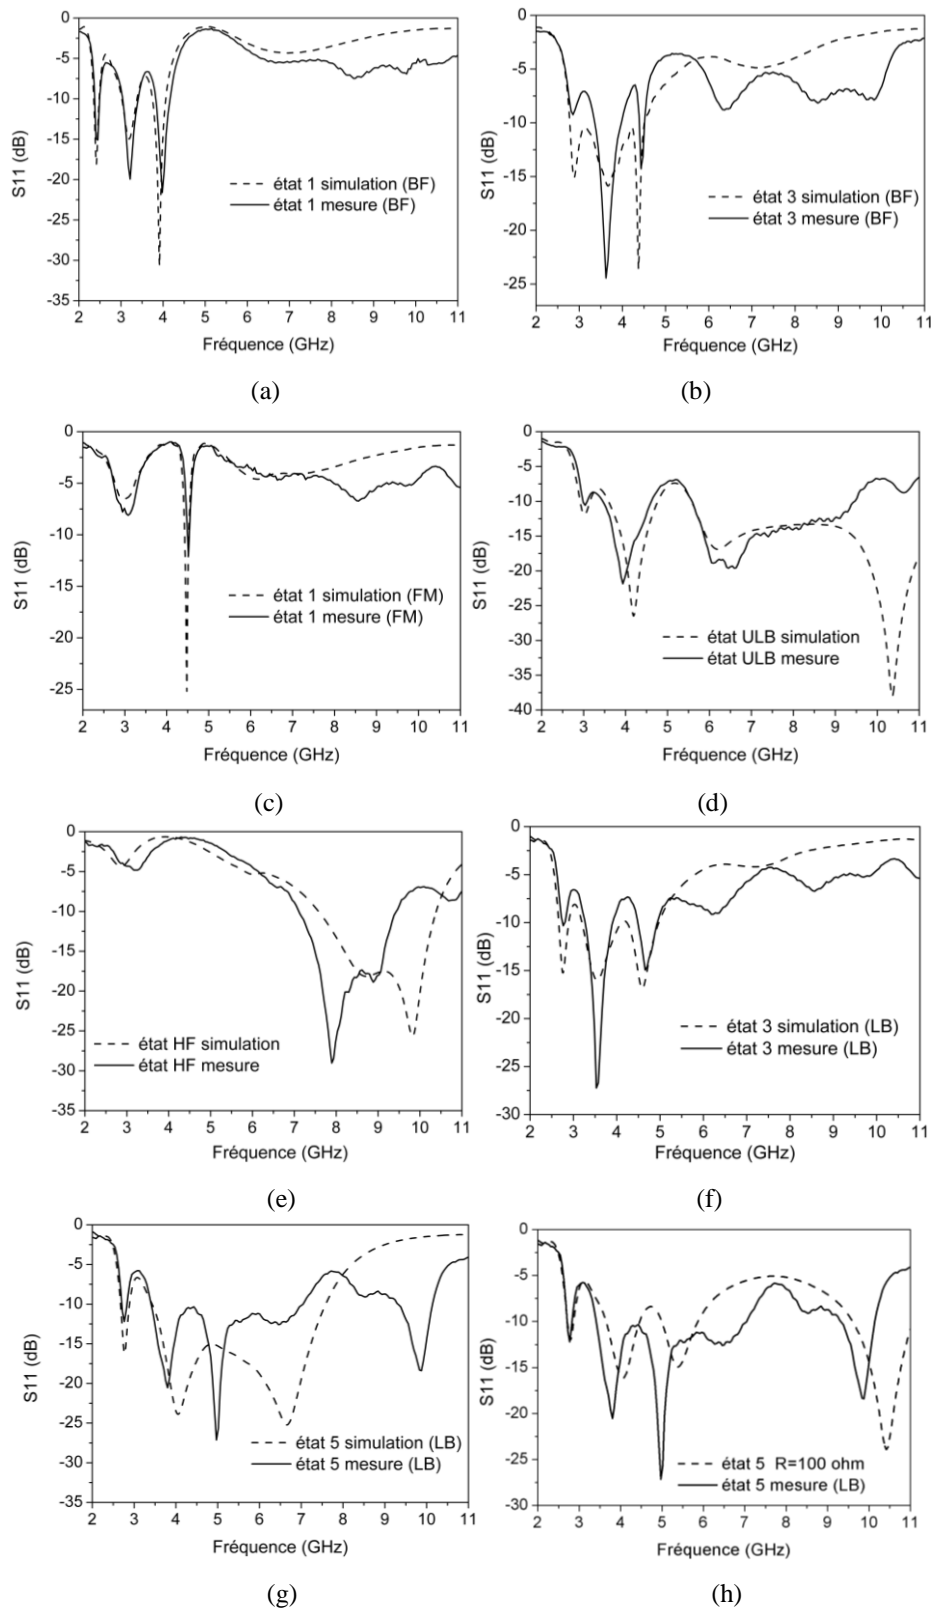 0
-5
-10
-15
-20
-25
-30
-35
S11 (dB)
état 1 simulation (BF)
état 1 mesure (BF)
2 3 4 5 6 7 8 9 10 11
Fréquence (GHz)
(a)
0
-5
-10
-15
-20
-25
S11 (dB)
état 3 simulation (BF)
état 3 mesure (BF)
2 3 4 5 6 7 8 9 10 11
Fréquence (GHz)
(b)
0
-5
-10
-15
-20
-25
S11 (dB)
état 1 simulation (FM)
état 1 mesure (FM)
2 3 4 5 6 7 8 9 10 11
Fréquence (GHz)
(c)
0
-5
-10
-15
-20
-25
-30
-35
-40
S11 (dB)
état ULB simulation
état ULB mesure
2 3 4 5 6 7 8 9 10 11
Fréquence (GHz)
(d)
0
-5
-10
-15
-20
-25
-30
-35
S11 (dB)
état HF simulation
état HF mesure
2 3 4 5 6 7 8 9 10 11
Fréquence (GHz)
(e)
0
-5
-10
-15
-20
-25
-30
S11 (dB)
état 3 simulation (LB)
état 3 mesure (LB)
2 3 4 5 6 7 8 9 10 11
Fréquence (GHz)
(f)
0
-5
-10
-15
-20
-25
-30
-35
S11 (dB)
état 5 simulation (LB)
état 5 mesure (LB)
2 3 4 5 6 7 8 9 10 11
Fréquence (GHz)
(g)
0
-5
-10
-15
-20
-25
-30
S11 (dB)
état 5 R=100 ohm
état 5 mesure (LB)
2 3 4 5 6 7 8 9 10 11
Fréquence (GHz)
(h)